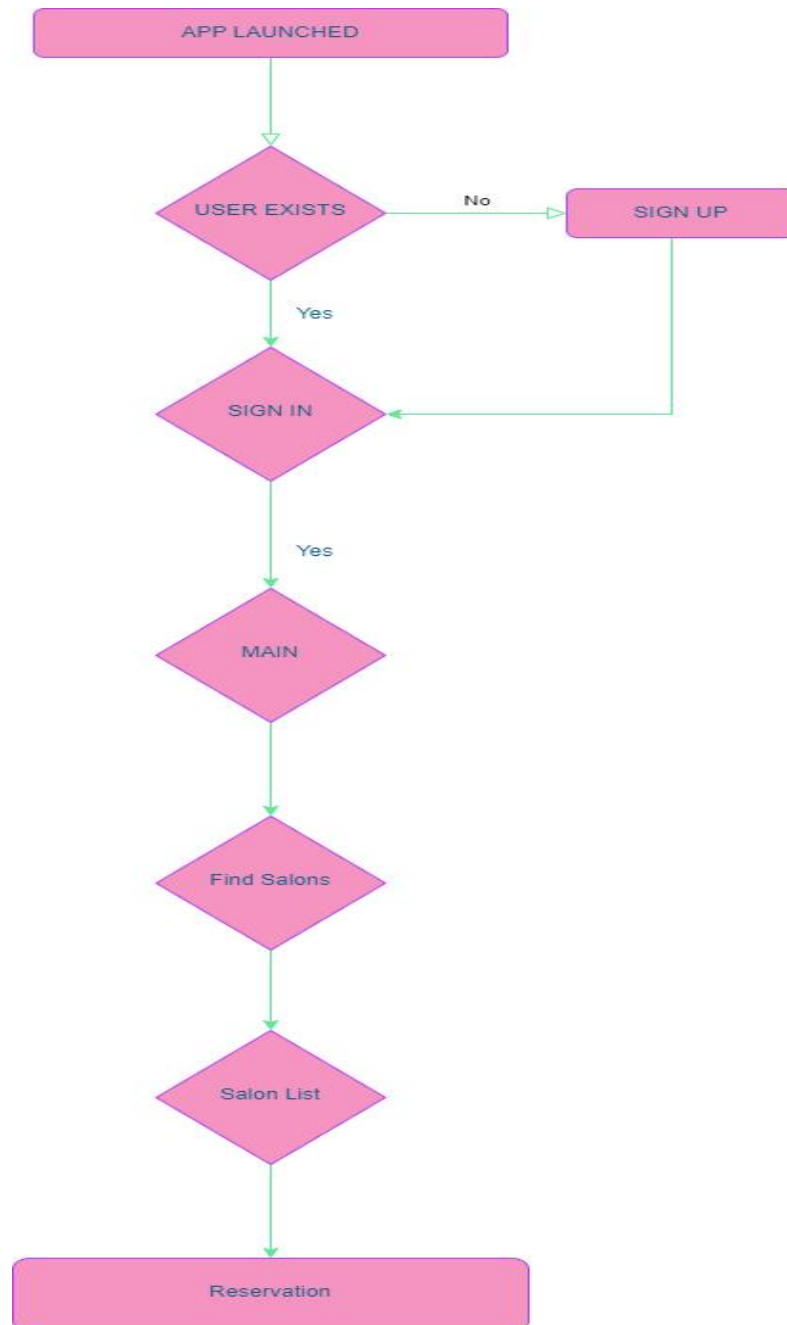 APP LAUNCHED
USER EXISTS
No
SIGN UP
Yes
SIGN IN
Yes
MAIN
Find Salons
Salon List
Reservation